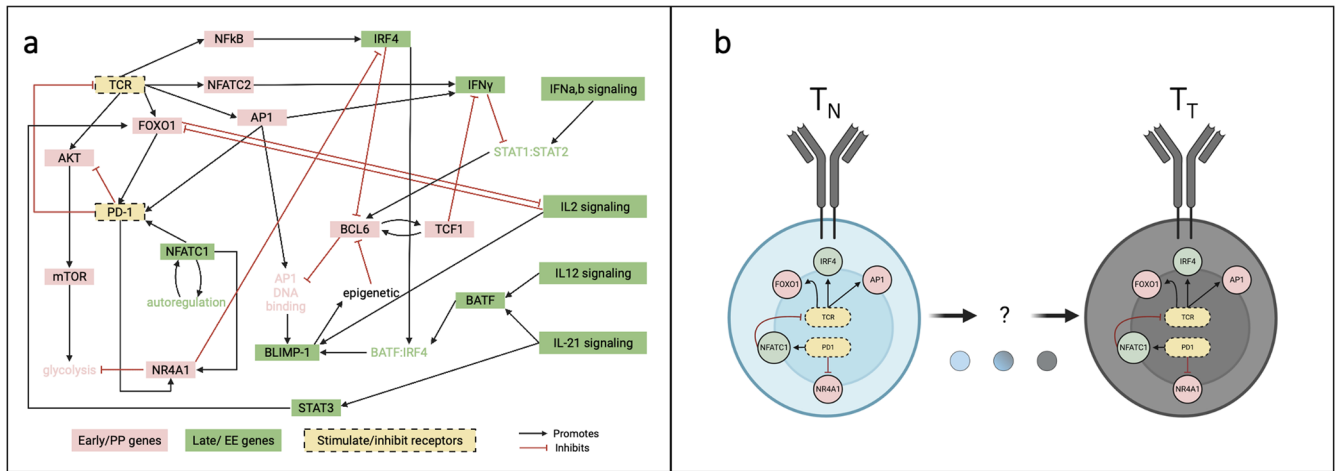 a
NFkB
IRF4
TCR
NFATC2
IFNγ
IFNa,b signaling
FOXO1
AP1
STAT1:STAT2
AKT
PD-1
IL2 signaling
BCL6
TCF1
NFATC1
mTOR
autoregulation
AP1
DNA
binding
epigenetic
IL12 signaling
BATF
BLIMP-1
BATF:IRF4
IL-21 signaling
glycolysis
NR4A1
STAT3
Early/PP genes
Late/ EE genes
Stimulate/inhibit receptors
Promotes
Inhibits
b
TN
IRF4
FOXO1
AP1
TCR
NFATC1
PD1
NR4A1
?
TT
IRF4
FOXO1
AP1
TCR
NFATC1
PD1
NR4A1